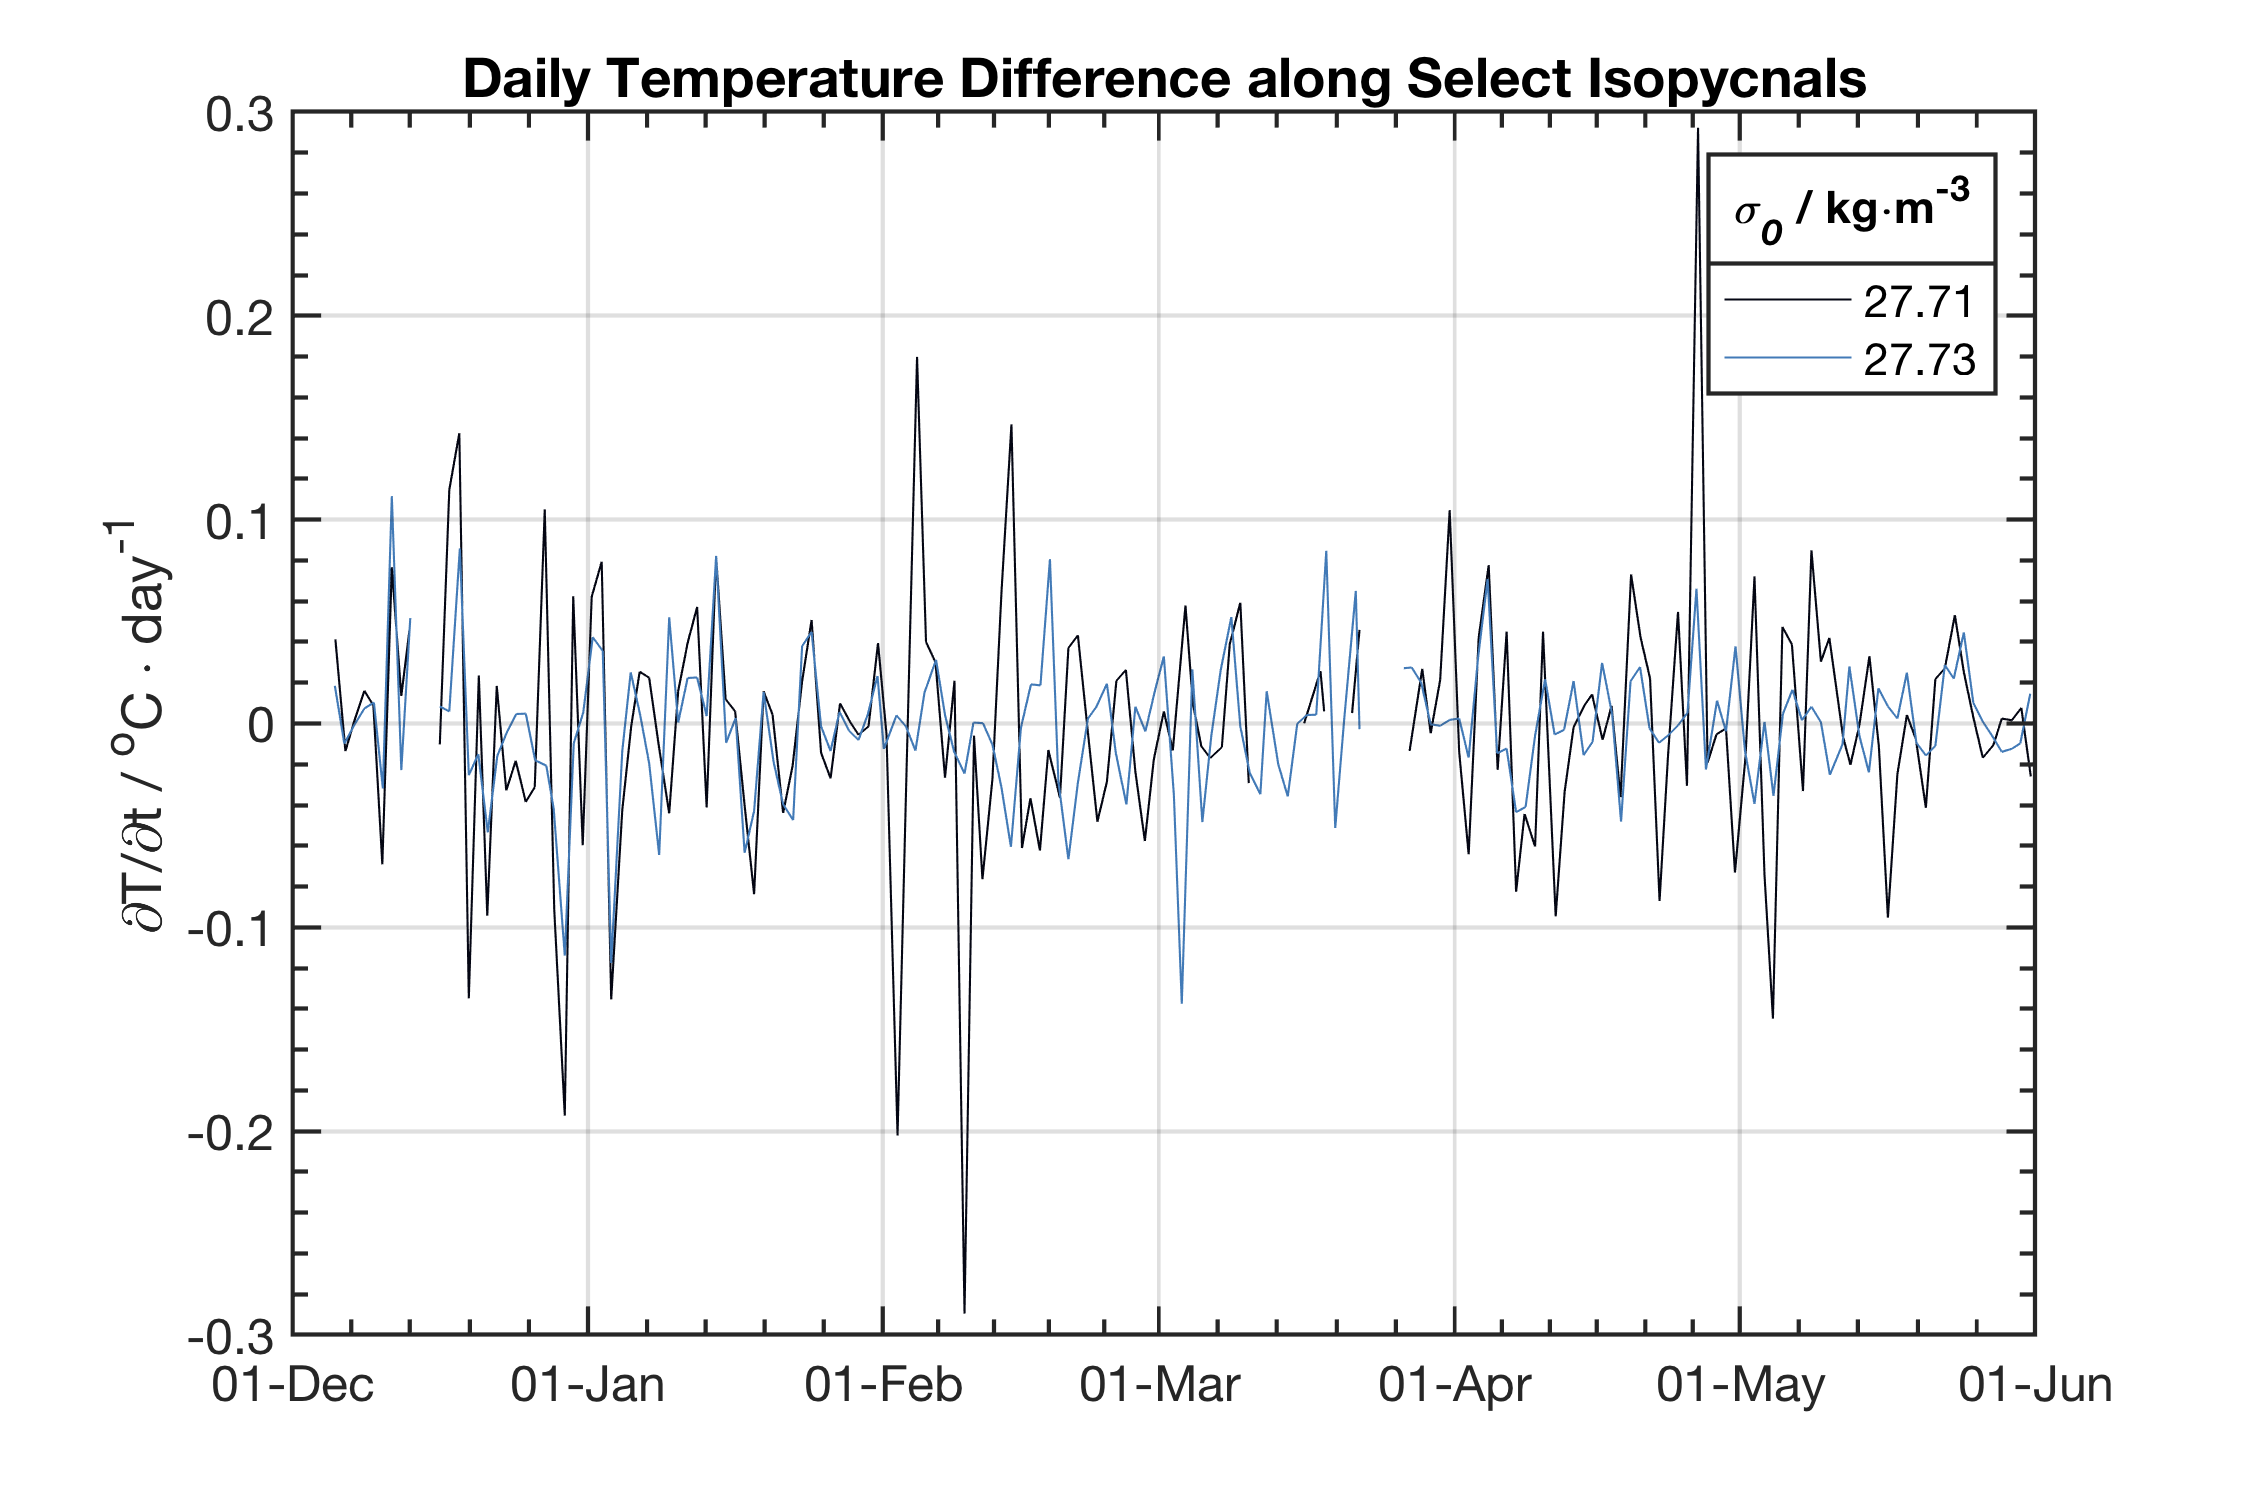 Daily Temperature Difference along Select Isopycnals
∂T/∂t / °C · day⁻¹
0.3
0.2
0.1
0
-0.1
-0.2
-0.3
σ₀ / kg·m⁻³
27.71
27.73
01-Dec 01-Jan 01-Feb 01-Mar 01-Apr 01-May 01-Jun